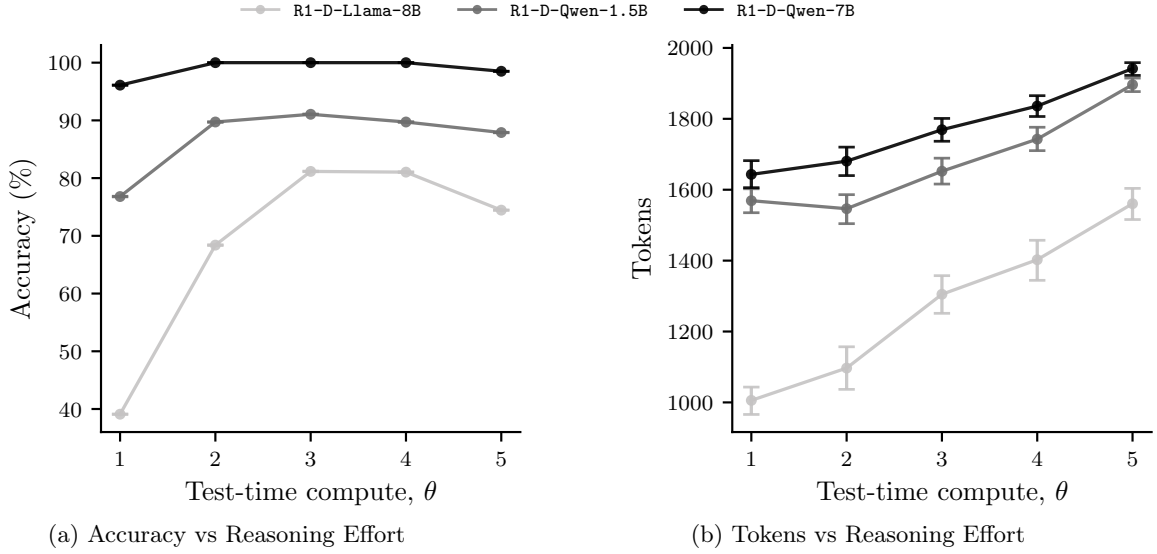 R1-D-Llama-8B R1-D-Qwen-1.5B R1-D-Qwen-7B
100
90
80
70
60
50
40
Accuracy (%)
1 2 3 4 5
Test-time compute, θ
(a) Accuracy vs Reasoning Effort
2000
1800
1600
1400
1200
1000
Tokens
1 2 3 4 5
Test-time compute, θ
(b) Tokens vs Reasoning Effort